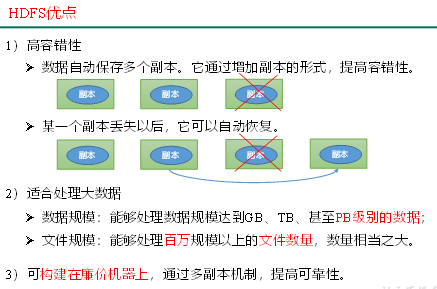 HDFS优点
1）高容错性
➢ 数据自动保存多个副本。它通过增加副本的形式，提高容错性。
副本 副本 副本
➢ 某一个副本丢失以后，它可以自动恢复。
副本 副本 副本 副本
2）适合处理大数据
➢ 数据规模：能够处理数据规模达到GB、TB、甚至PB级别的数据；
➢ 文件规模：能够处理百万规模以上的文件数量，数量相当之大。
3）可构建在廉价机器上，通过多副本机制，提高可靠性。